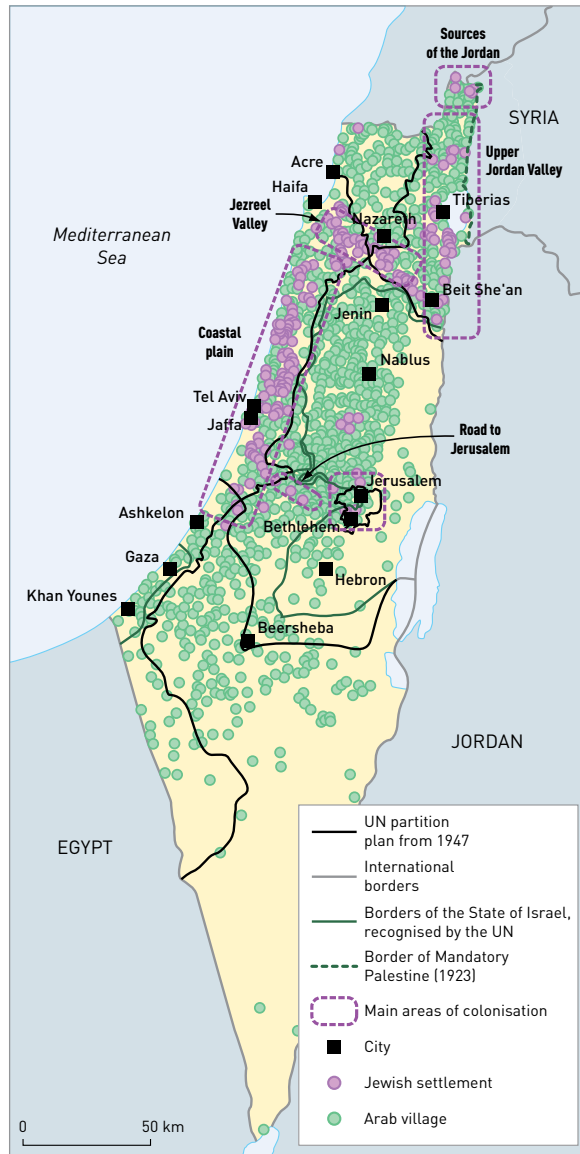 Sources
of the Jordan
SYRIA
Acre
Upper
Jordan Valley
Haifa
Tiberias
Jezreel
Valley
Nazareth
Mediterranean
Sea
Beit She'an
Jenin
Coastal
plain
Nablus
Tel Aviv
Jaffa
Road to
Jerusalem
Jerusalem
Ashkelon
Bethlehem
Gaza
Hebron
Khan Younes
Beersheba
JORDAN
EGYPT
UN partition
plan from 1947
International
borders
Borders of the State of Israel,
recognised by the UN
Border of Mandatory
Palestine (1923)
Main areas of colonisation
City
Jewish settlement
Arab village
0 50 km